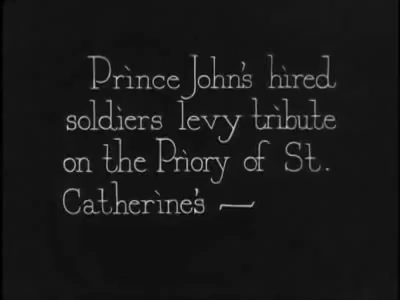 Prince John's hired
soldiers levy tribute
on the Priory of St.
Catherine's —